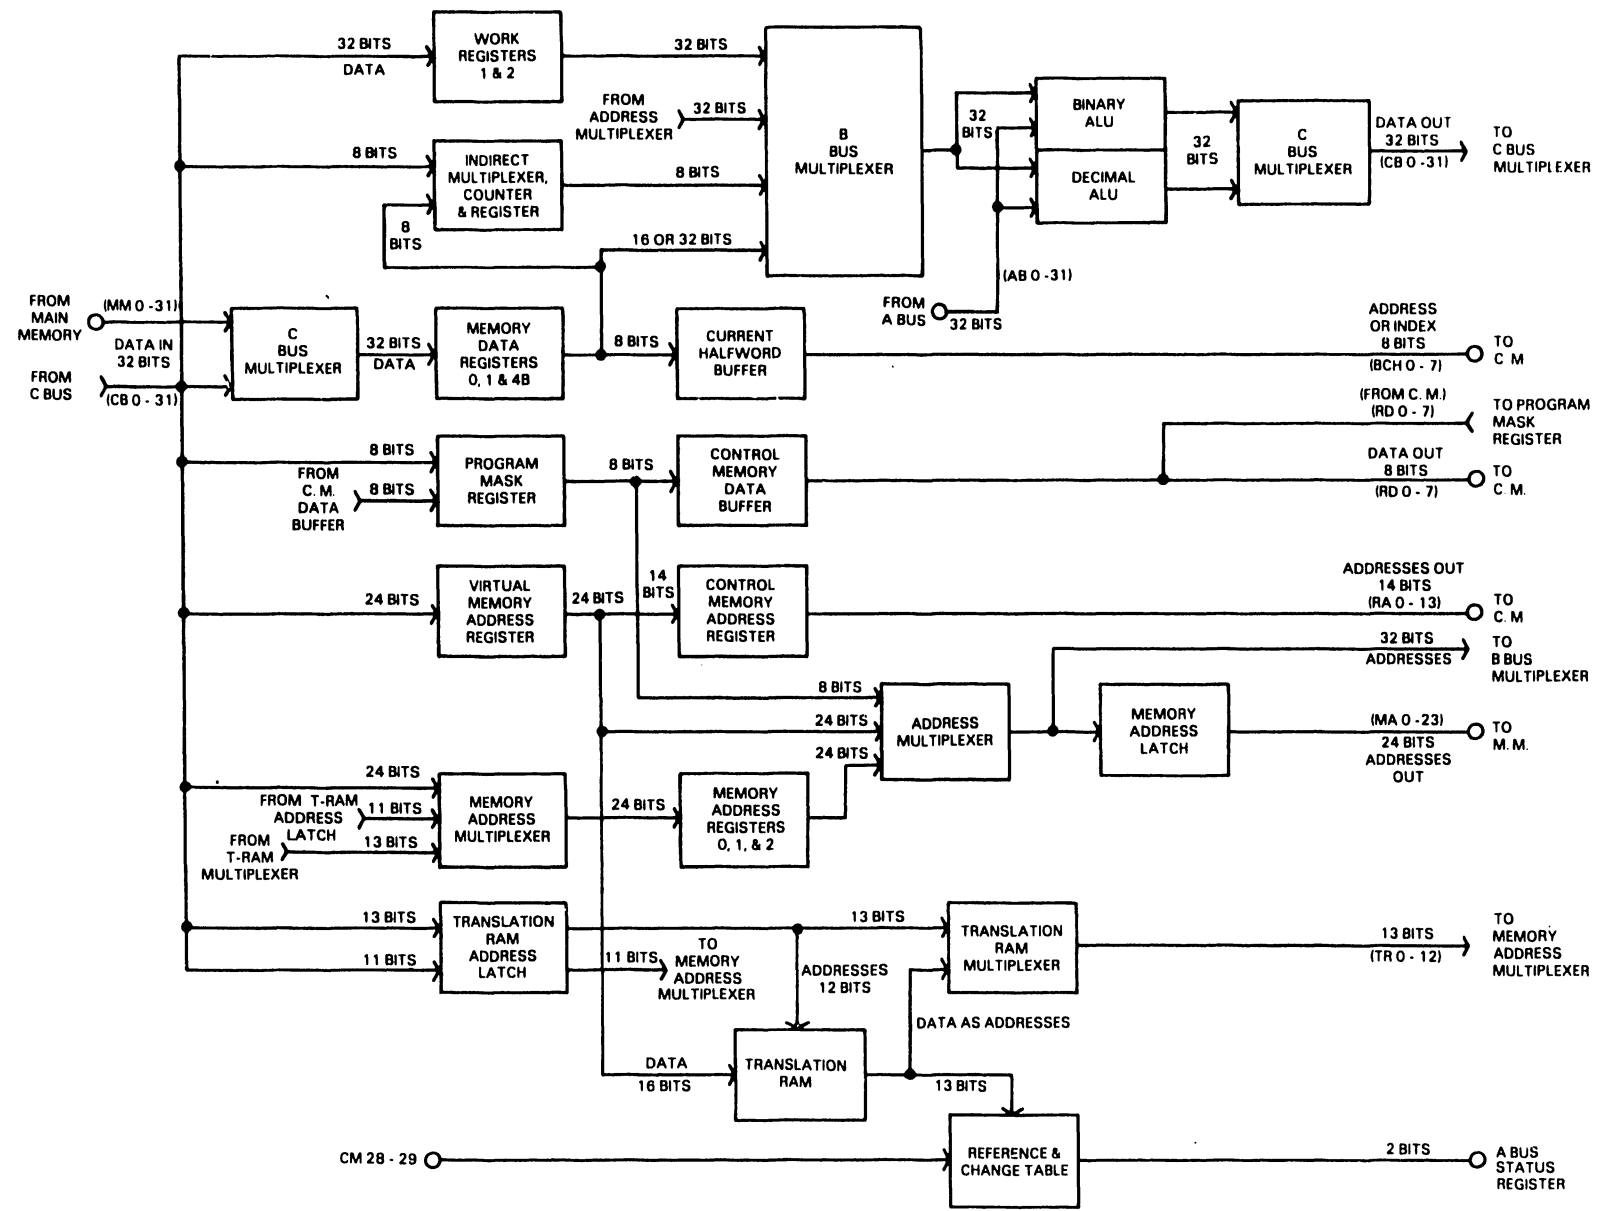 32 BITS
DATA
WORK
REGISTERS
1 & 2
32 BITS
FROM
ADDRESS
MULTIPLEXER
32 BITS
8 BITS
INDIRECT
MULTIPLEXER,
COUNTER
& REGISTER
8 BITS
8
BITS
16 OR 32 BITS
B
BUS
MULTIPLEXER
32
BITS
BINARY
ALU
DECIMAL
ALU
32
BITS
C
BUS
MULTIPLEXER
DATA OUT
32 BITS
(CB 0 - 31)
TO
C BUS
MULTIPLEXER
(AB 0 - 31)
FROM
A BUS
32 BITS
FROM
MAIN
MEMORY
(MM 0 - 31)
DATA IN
32 BITS
FROM
C BUS
(CB 0 - 31)
C
BUS
MULTIPLEXER
32 BITS
DATA
MEMORY
DATA
REGISTERS
0, 1 & 4B
8 BITS
CURRENT
HALFWORD
BUFFER
ADDRESS
OR INDEX
8 BITS
(BCH 0 - 7)
TO
C M
(FROM C. M.)
(RD 0 - 7)
TO PROGRAM
MASK
REGISTER
8 BITS
FROM
C. M.
DATA
BUFFER
8 BITS
PROGRAM
MASK
REGISTER
8 BITS
CONTROL
MEMORY
DATA
BUFFER
DATA OUT
8 BITS
(RD 0 - 7)
TO
C. M.
24 BITS
VIRTUAL
MEMORY
ADDRESS
REGISTER
24 BITS
14
BITS
CONTROL
MEMORY
ADDRESS
REGISTER
ADDRESSES OUT
14 BITS
(RA 0 - 13)
TO
C. M
32 BITS
ADDRESSES
TO
B BUS
MULTIPLEXER
8 BITS
24 BITS
24 BITS
ADDRESS
MULTIPLEXER
MEMORY
ADDRESS
LATCH
(MA 0 - 23)
24 BITS
ADDRESSES
OUT
TO
M. M.
24 BITS
FROM T-RAM
ADDRESS
LATCH
11 BITS
FROM
T-RAM
MULTIPLEXER
13 BITS
MEMORY
ADDRESS
MULTIPLEXER
24 BITS
MEMORY
ADDRESS
REGISTERS
0, 1, & 2
13 BITS
11 BITS
TRANSLATION
RAM
ADDRESS
LATCH
11 BITS
TO
MEMORY
ADDRESS
MULTIPLEXER
13 BITS
ADDRESSES
12 BITS
TRANSLATION
RAM
MULTIPLEXER
13 BITS
(TR 0 - 12)
TO
MEMORY
ADDRESS
MULTIPLEXER
DATA AS ADDRESSES
DATA
16 BITS
TRANSLATION
RAM
13 BITS
CM 28 - 29
REFERENCE &
CHANGE TABLE
2 BITS
A BUS
STATUS
REGISTER